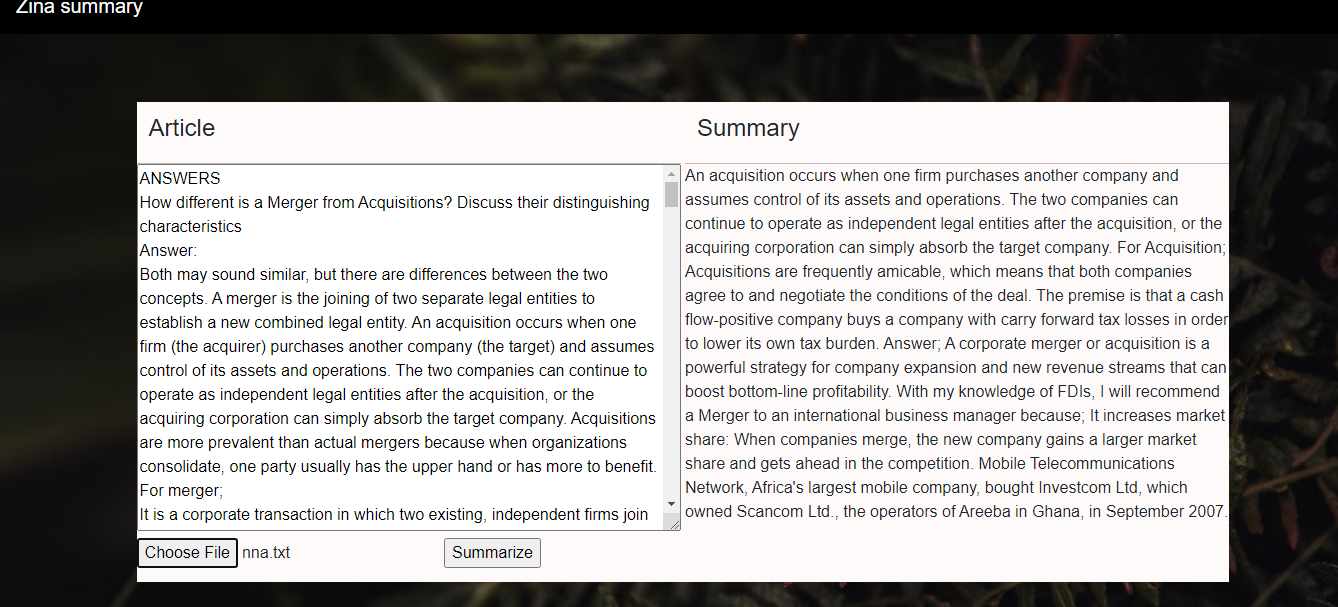 Zina summary
Article
ANSWERS
How different is a Merger from Acquisitions? Discuss their distinguishing
characteristics
Answer:
Both may sound similar, but there are differences between the two
concepts. A merger is the joining of two separate legal entities to
establish a new combined legal entity. An acquisition occurs when one
firm (the acquirer) purchases another company (the target) and assumes
control of its assets and operations. The two companies can continue to
operate as independent legal entities after the acquisition, or the
acquiring corporation can simply absorb the target company. Acquisitions
are more prevalent than actual mergers because when organizations
consolidate, one party usually has the upper hand or has more to benefit.
For merger;
It is a corporate transaction in which two existing, independent firms join
Choose File nna.txt
Summarize
Summary
An acquisition occurs when one firm purchases another company and
assumes control of its assets and operations. The two companies can
continue to operate as independent legal entities after the acquisition, or the
acquiring corporation can simply absorb the target company. For Acquisition;
Acquisitions are frequently amicable, which means that both companies
agree to and negotiate the conditions of the deal. The premise is that a cash
flow-positive company buys a company with carry forward tax losses in order
to lower its own tax burden. Answer; A corporate merger or acquisition is a
powerful strategy for company expansion and new revenue streams that can
boost bottom-line profitability. With my knowledge of FDIs, I will recommend
a Merger to an international business manager because; It increases market
share: When companies merge, the new company gains a larger market
share and gets ahead in the competition. Mobile Telecommunications
Network, Africa's largest mobile company, bought Investcom Ltd, which
owned Scancom Ltd., the operators of Areeba in Ghana, in September 2007.